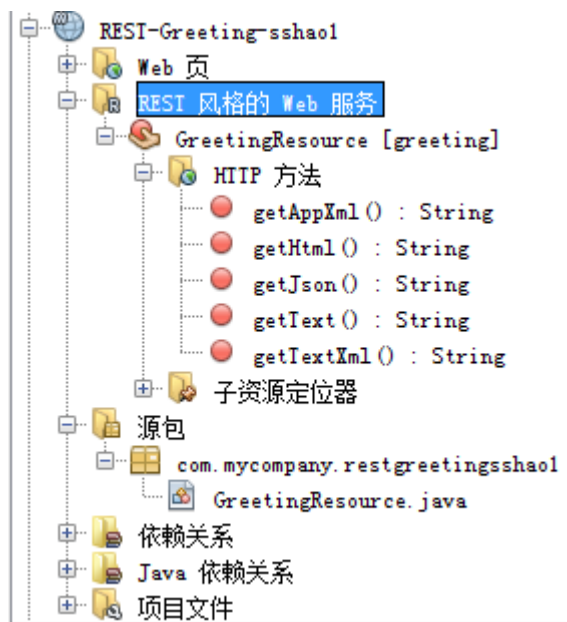 REST-Greeting-sshao1
Web 页
REST 风格的 Web 服务
GreetingResource [greeting]
HTTP 方法
getAppXml() : String
getHtml() : String
getJson() : String
getText() : String
getTextXml() : String
子资源定位器
源包
com.mycompany.restgreetingsshao1
GreetingResource.java
依赖关系
Java 依赖关系
项目文件